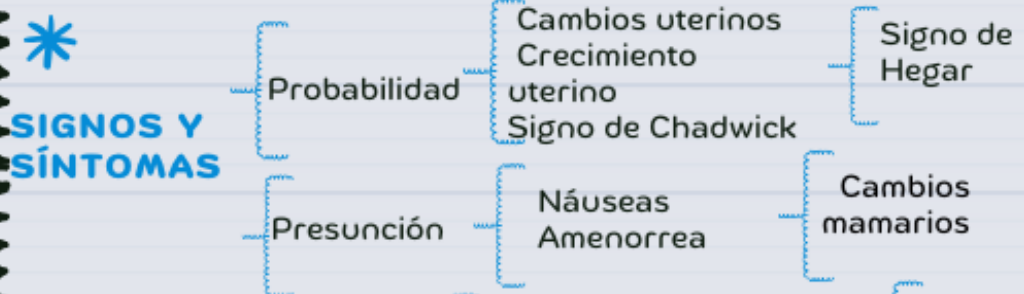 SIGNOS Y
SÍNTOMAS
Probabilidad
Cambios uterinos
Crecimiento
uterino
Signo de Chadwick
Signo de
Hegar
Presunción
Náuseas
Amenorrea
Cambios
mamarios